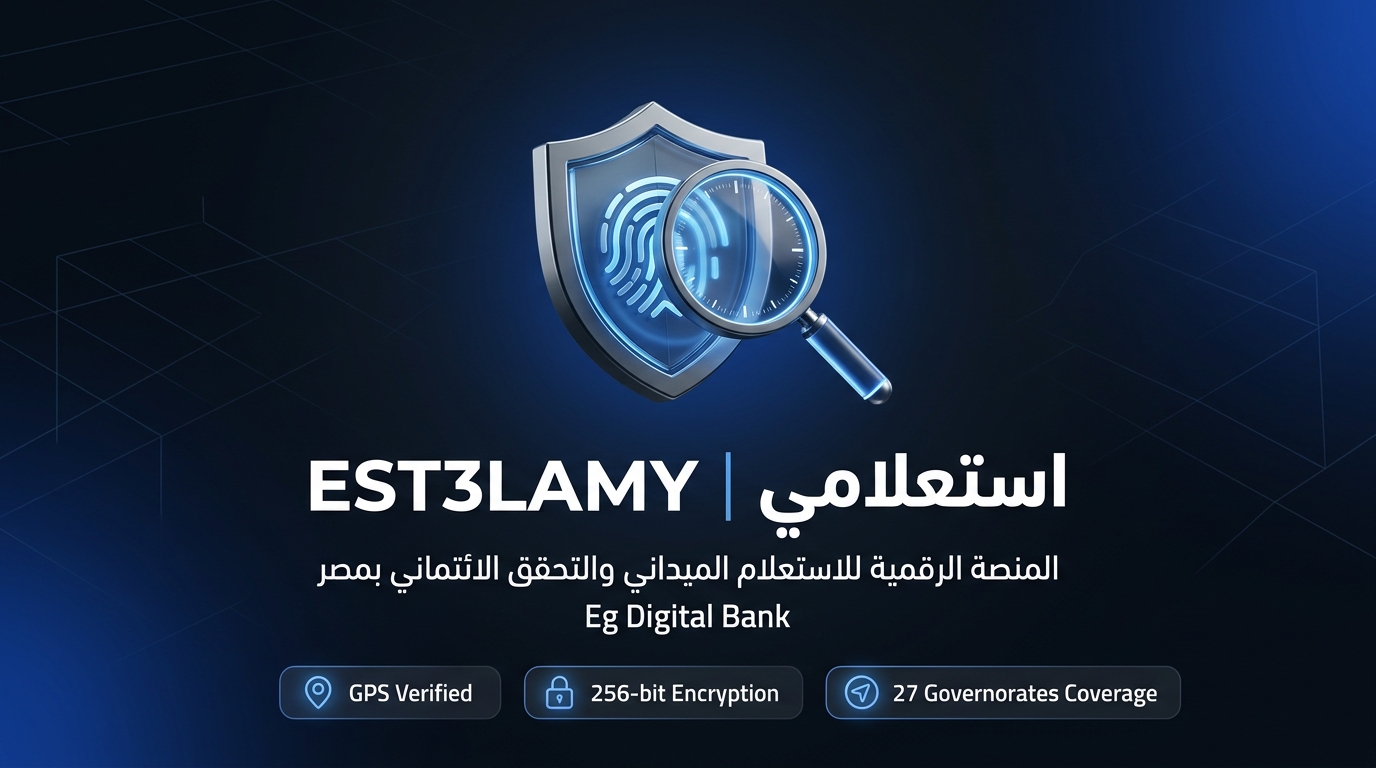 EST3LAMY | استعلامي
المنصة الرقمية للاستعلام الميداني والتحقق الائتماني بمصر
Eg Digital Bank
GPS Verified
256-bit Encryption
27 Governorates Coverage